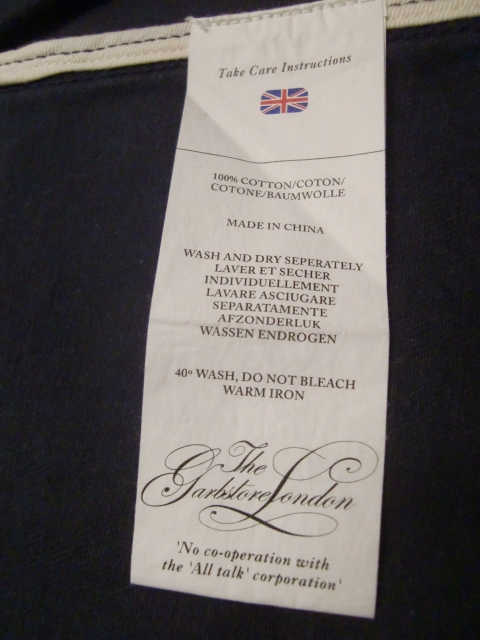 Take Care Instructions
100% COTTON/COTON/
COTONE/BAUMWOLLE
MADE IN CHINA
WASH AND DRY SEPERATELY
LAVER ET SECHER
INDIVIDUELLEMENT
LAVARE ASCIUGARE
SEPARATAMENTE
AFZONDERLUK
WASSEN ENDROGEN
40º WASH, DO NOT BLEACH
WARM IRON
The
Garbstore London
'No co-operation with
the 'All talk' corporation'